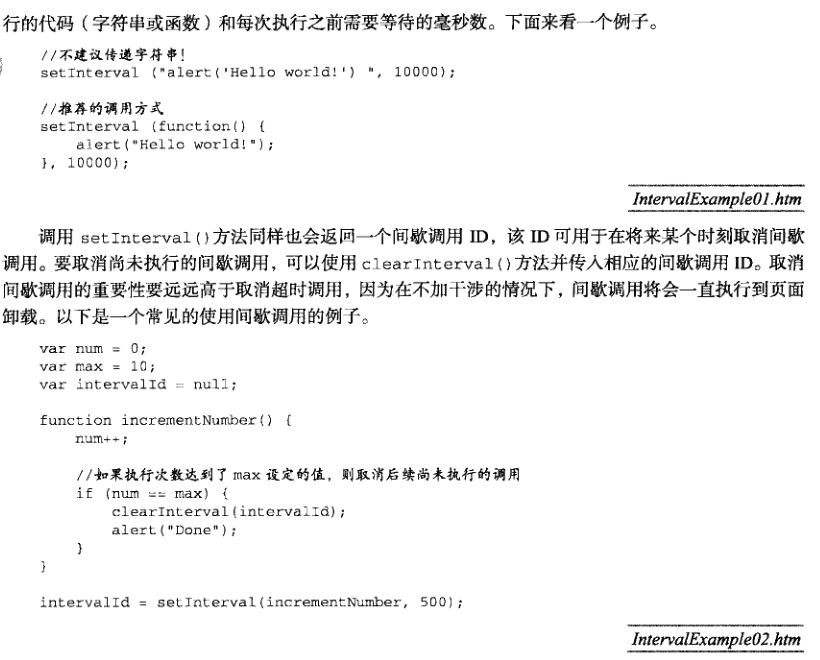 行的代码（字符串或函数）和每次执行之前需要等待的毫秒数。下面来看一个例子。
//不建议传递字符串！
setInterval ("alert('Hello world!') ", 10000);
//推荐的调用方式
setInterval (function() {
alert("Hello world!");
}, 10000);
IntervalExample01.htm
调用 setInterval()方法同样也会返回一个间歇调用 ID，该 ID 可用于在将来某个时刻取消间歇
调用。要取消尚未执行的间歇调用，可以使用 clearInterval()方法并传入相应的间歇调用 ID。取消
间歇调用的重要性要远远高于取消超时调用，因为在不加干涉的情况下，间歇调用将会一直执行到页面
卸载。以下是一个常见的使用间歇调用的例子。
var num = 0;
var max = 10;
var intervalId = null;
function incrementNumber() {
num++;
//如果执行次数达到了 max 设定的值，则取消后续尚未执行的调用
if (num == max) {
clearInterval(intervalId);
alert("Done");
}
}
intervalId = setInterval(incrementNumber, 500);
IntervalExample02.htm